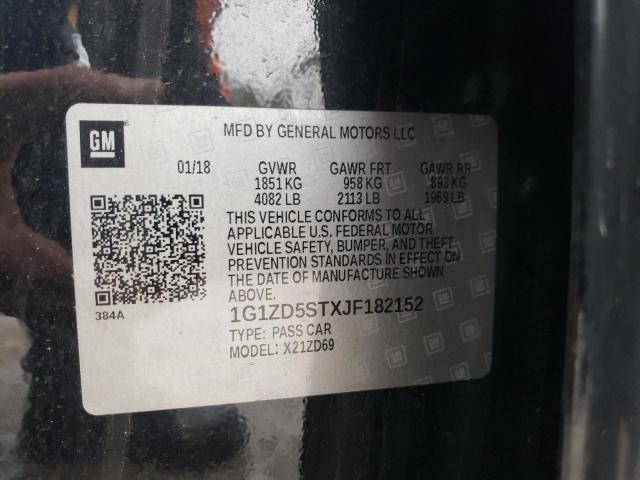 GM
MFD BY GENERAL MOTORS LLC
01/18 GVWR GAWR FRT GAWR RR
1851 KG 958 KG 893 KG
4082 LB 2113 LB 1969 LB
THIS VEHICLE CONFORMS TO ALL
APPLICABLE U.S. FEDERAL MOTOR
VEHICLE SAFETY, BUMPER, AND THEFT
PREVENTION STANDARDS IN EFFECT ON
THE DATE OF MANUFACTURE SHOWN
ABOVE.
384A
1G1ZD5STXJF182152
TYPE: PASS CAR
MODEL: X21ZD69